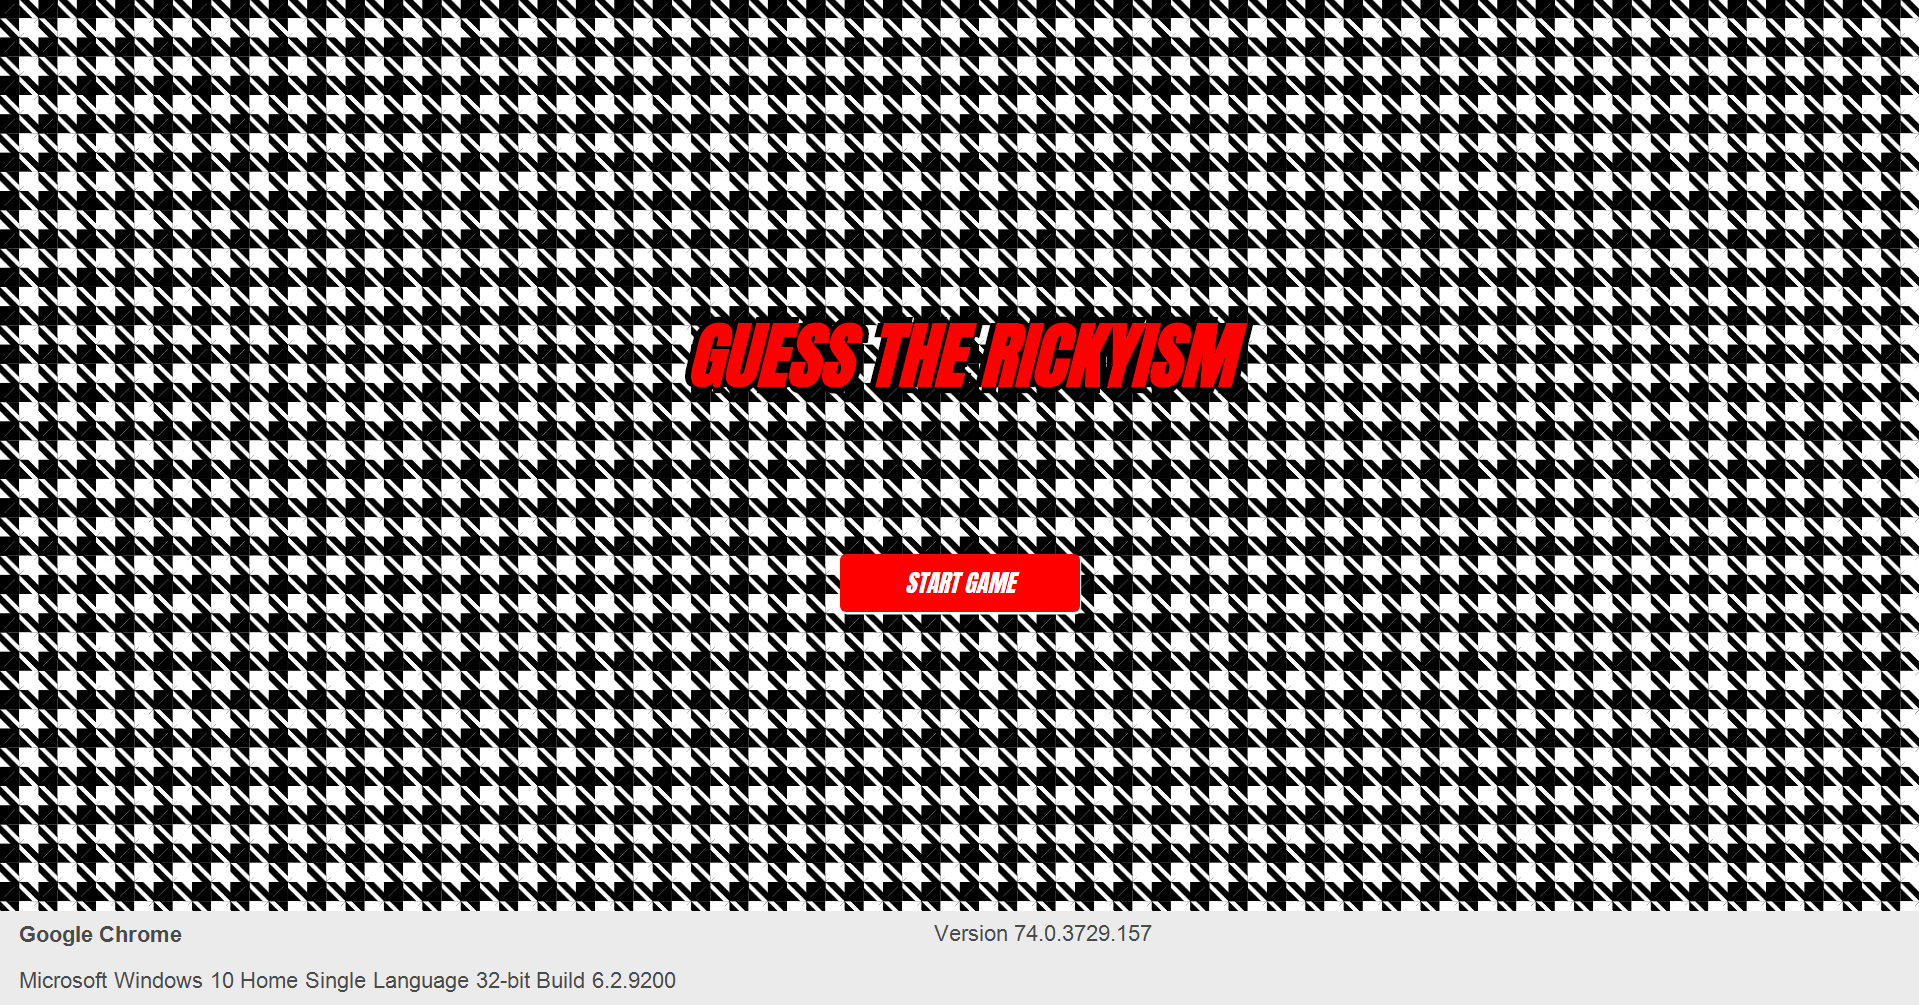 GUESS THE RICKYISM
START GAME
Google Chrome
Version 74.0.3729.157
Microsoft Windows 10 Home Single Language 32-bit Build 6.2.9200